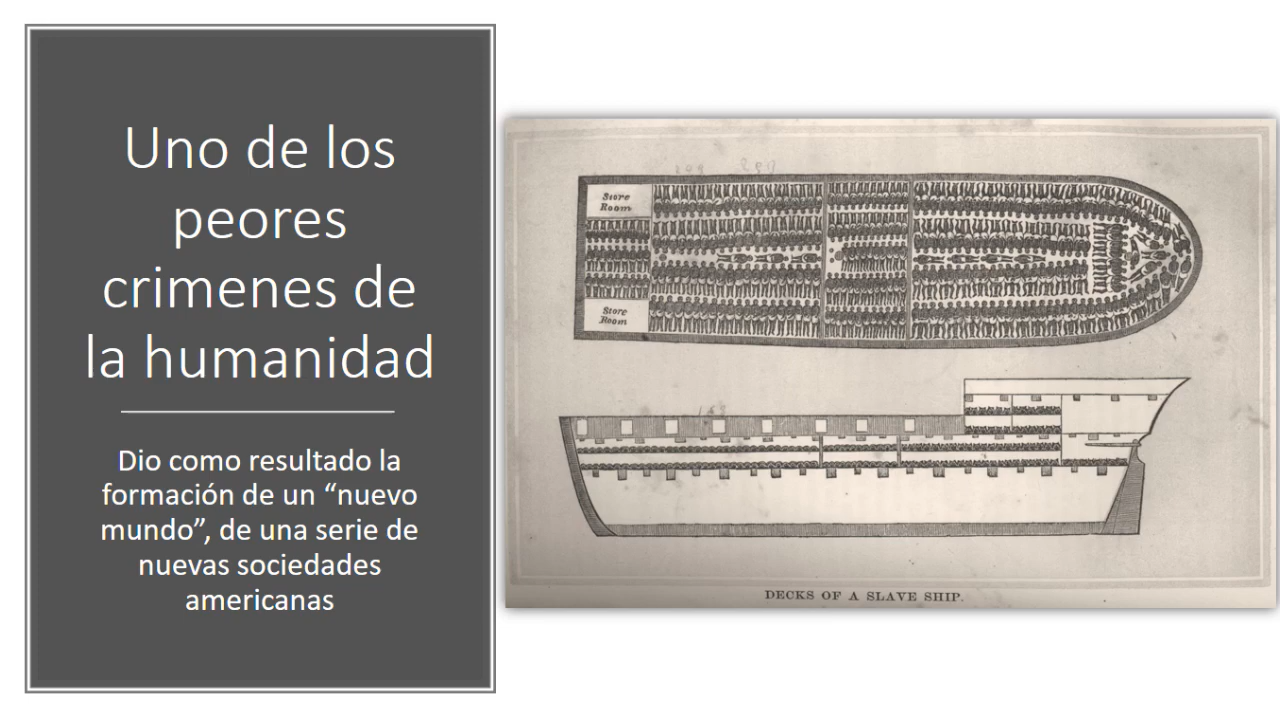 Uno de los
peores
crimenes de
la humanidad
Dio como resultado la
formación de un “nuevo
mundo”, de una serie de
nuevas sociedades
americanas
Store
Room
Store
Room
DECKS OF A SLAVE SHIP.